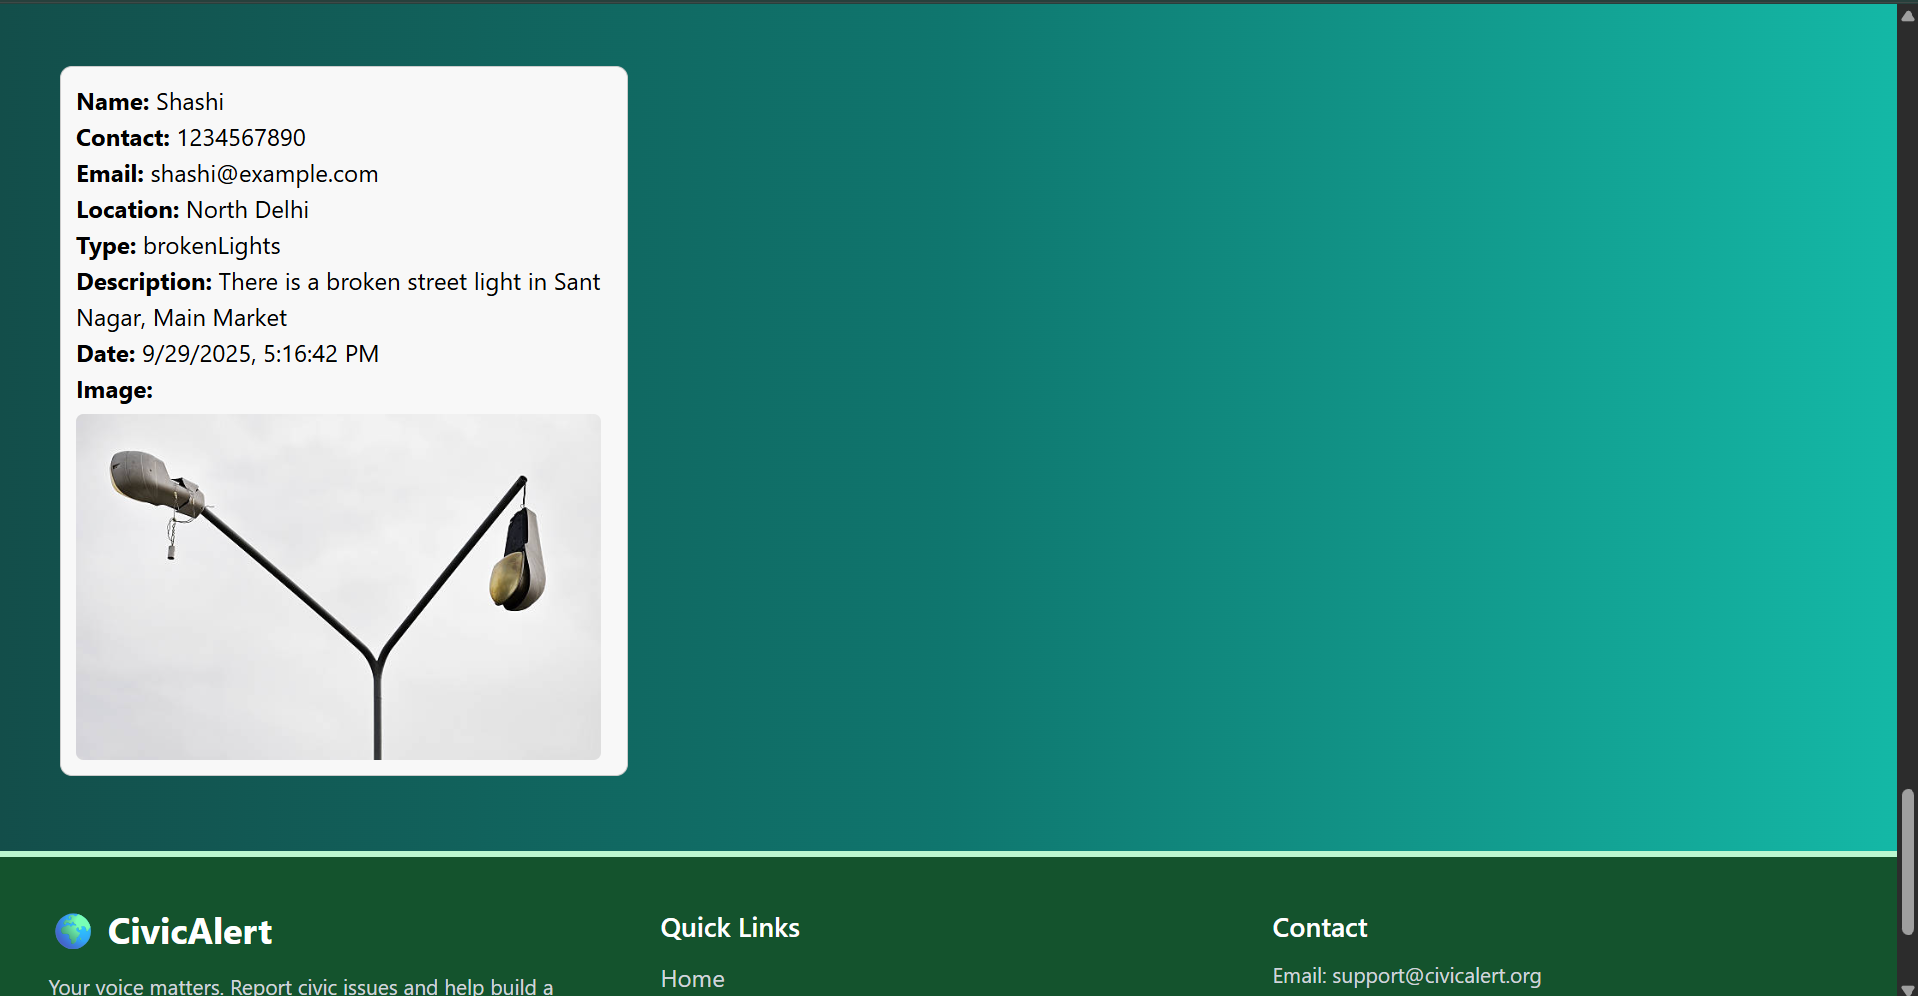 Name: Shashi
Contact: 1234567890
Email: shashi@example.com
Location: North Delhi
Type: brokenLights
Description: There is a broken street light in Sant
Nagar, Main Market
Date: 9/29/2025, 5:16:42 PM
Image:
CivicAlert
Your voice matters. Report civic issues and help build a
Quick Links
Home
Contact
Email: support@civicalert.org